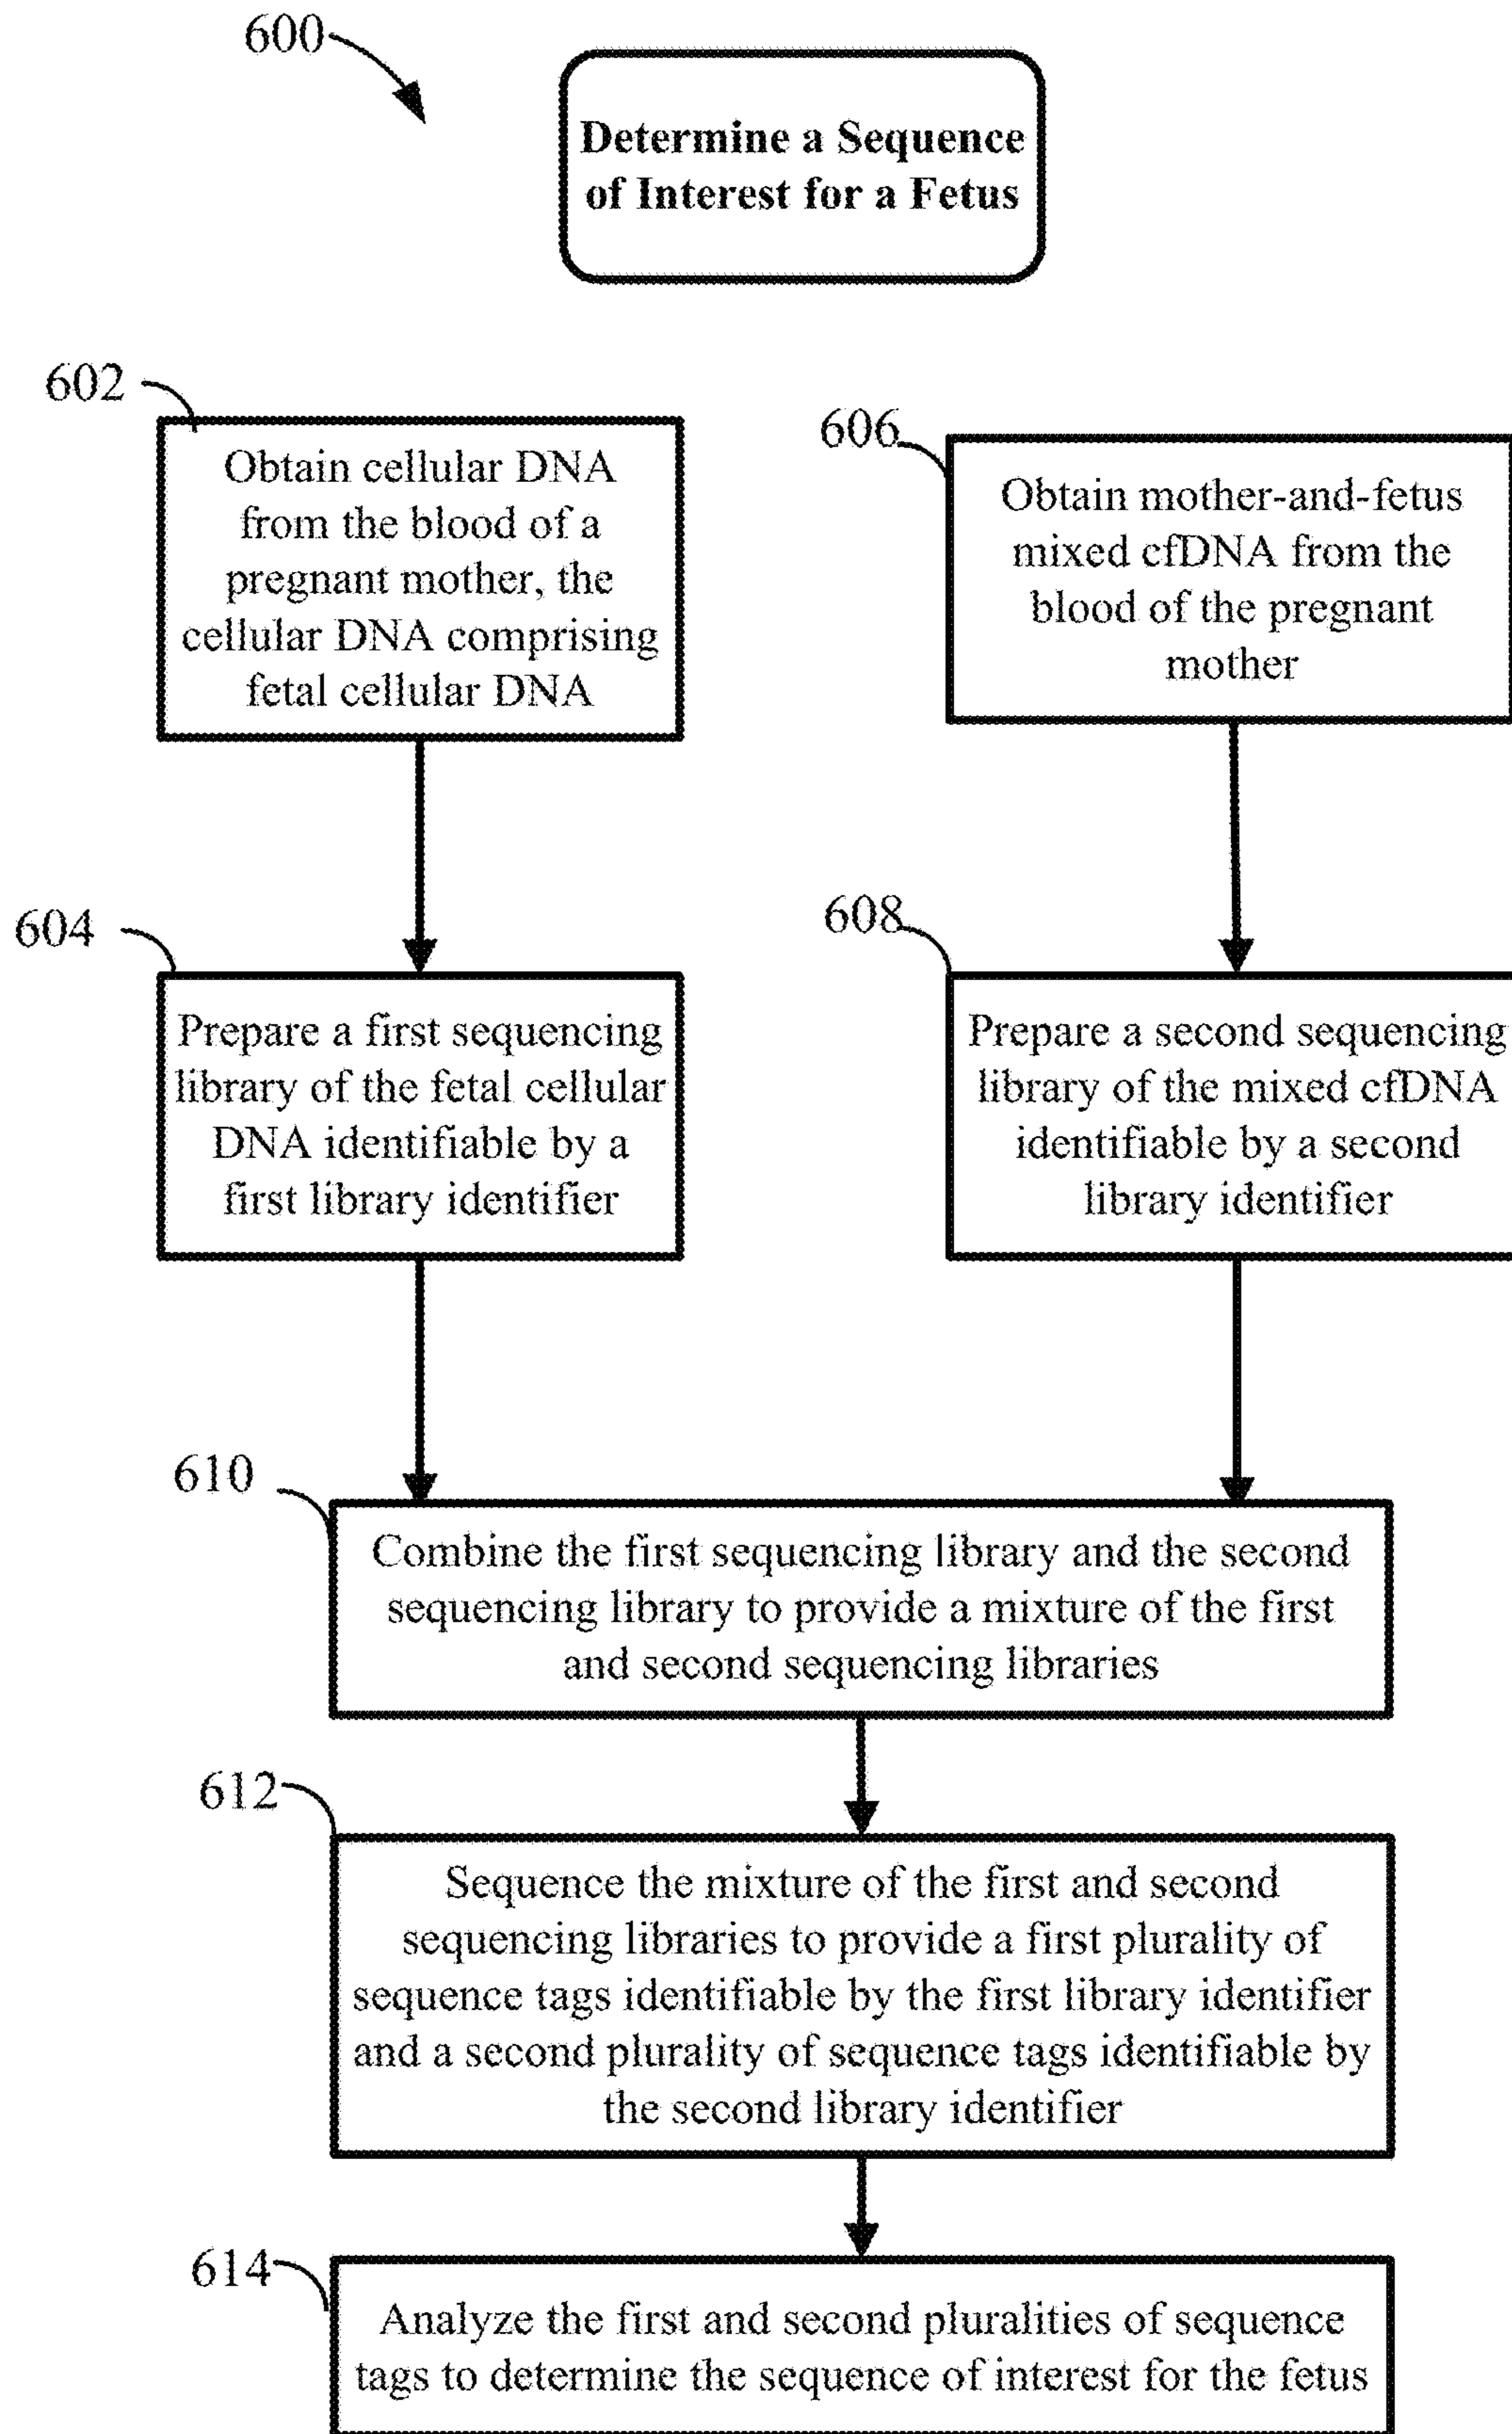 600
Determine a Sequence
of Interest for a Fetus
602
Obtain cellular DNA
from the blood of a
pregnant mother, the
cellular DNA comprising
fetal cellular DNA
606
Obtain mother-and-fetus
mixed cfDNA from the
blood of the pregnant
mother
604
Prepare a first sequencing
library of the fetal cellular
DNA identifiable by a
first library identifier
608
Prepare a second sequencing
library of the mixed cfDNA
identifiable by a second
library identifier
610
Combine the first sequencing library and the second
sequencing library to provide a mixture of the first
and second sequencing libraries
612
Sequence the mixture of the first and second
sequencing libraries to provide a first plurality of
sequence tags identifiable by the first library identifier
and a second plurality of sequence tags identifiable by
the second library identifier
614
Analyze the first and second pluralities of sequence
tags to determine the sequence of interest for the fetus